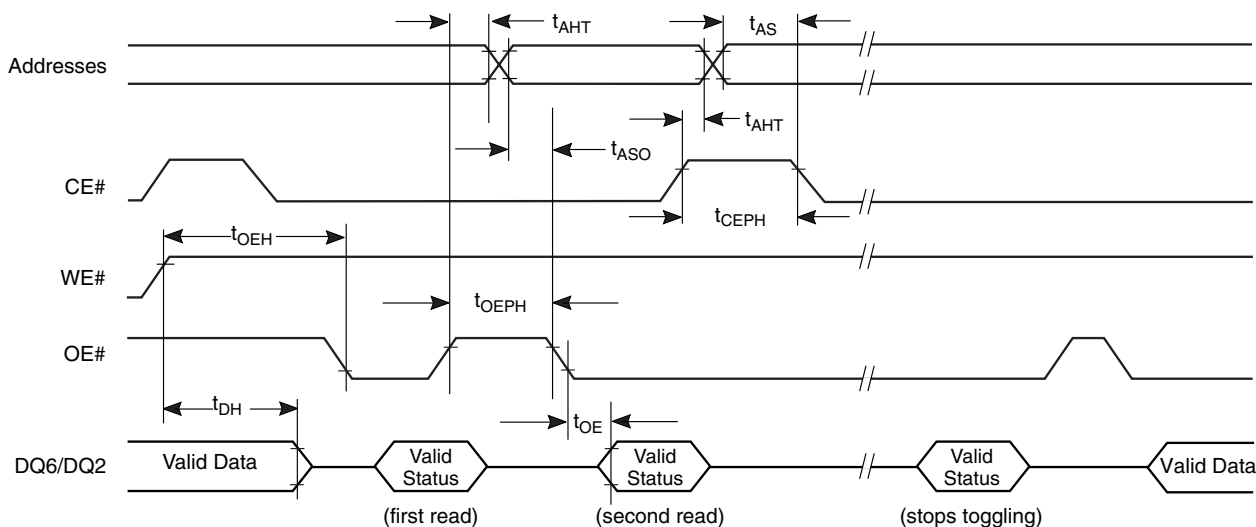 tAHT
tAS
Addresses
tAHT
tASO
CE#
tCEPH
tOEH
WE#
tOEPH
OE#
tDH
tOE
DQ6/DQ2
Valid Data
Valid
Status
Valid
Status
Valid
Status
Valid Data
(first read)
(second read)
(stops toggling)